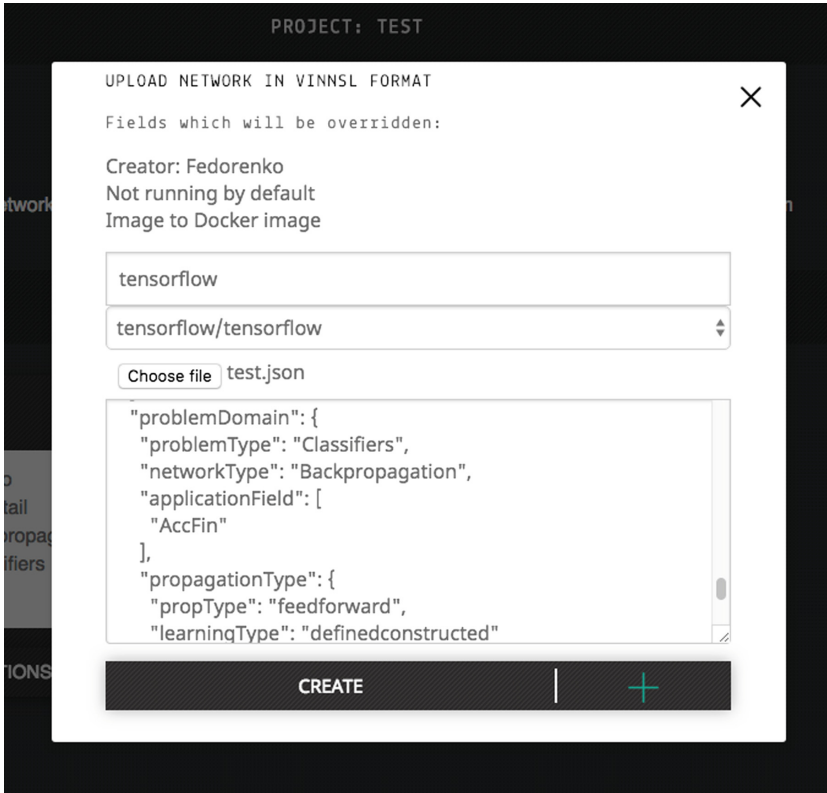 PROJECT: TEST
UPLOAD NETWORK IN VINNSL FORMAT
Fields which will be overridden:
Creator: Fedorenko
Not running by default
Image to Docker image
tensorflow
tensorflow/tensorflow
Choose file test.json
"problemDomain": {
"problemType": "Classifiers",
"networkType": "Backpropagation",
"applicationField": [
"AccFin"
],
"propagationType": {
"propType": "feedforward",
"learningType": "definedconstructed"
CREATE